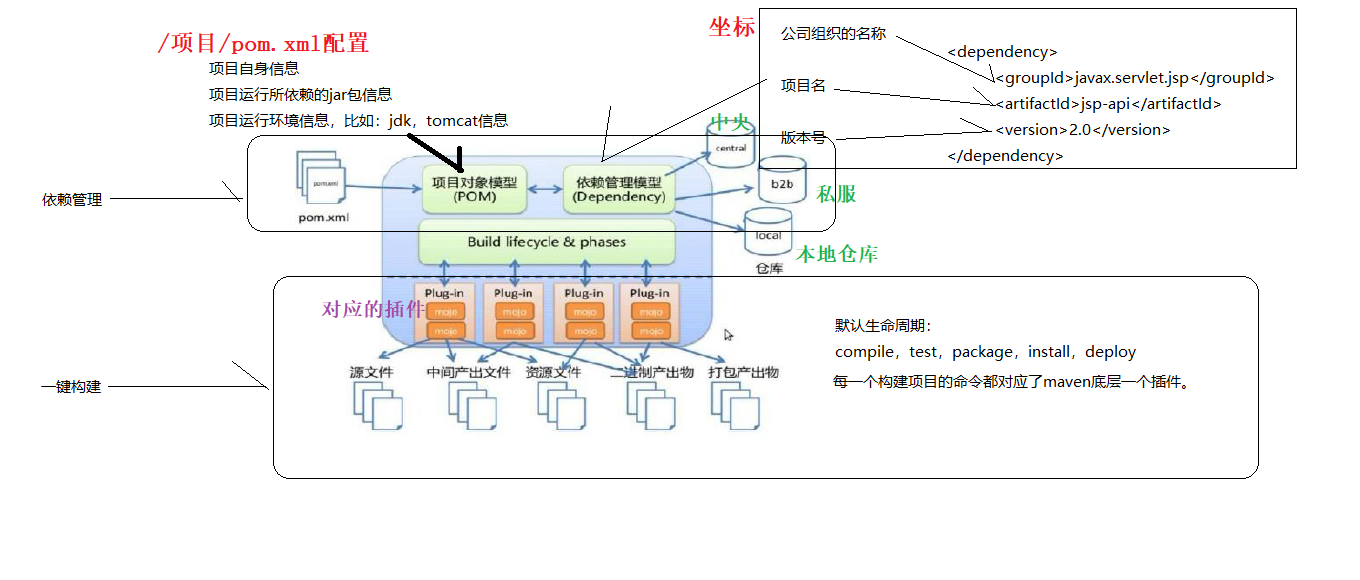 /项目/pom.xml配置
项目自身信息
项目运行所依赖的jar包信息
项目运行环境信息，比如：jdk，tomcat信息
坐标
公司组织的名称
项目名
版本号
<dependency>
<groupId>javax.servlet.jsp</groupId>
<artifactId>jsp-api</artifactId>
<version>2.0</version>
</dependency>
依赖管理
pom.xml
pom.xml
项目对象模型
(POM)
依赖管理模型
(Dependency)
中央
central
b2b
私服
local
本地仓库
仓库
Build lifecycle & phases
对应的插件
Plug-in
mojo
mojo
Plug-in
mojo
mojo
Plug-in
mojo
mojo
Plug-in
mojo
mojo
一键构建
源文件
中间产出文件
资源文件
二进制产出物
打包产出物
默认生命周期：
compile，test，package，install，deploy
每一个构建项目的命令都对应了maven底层一个插件。